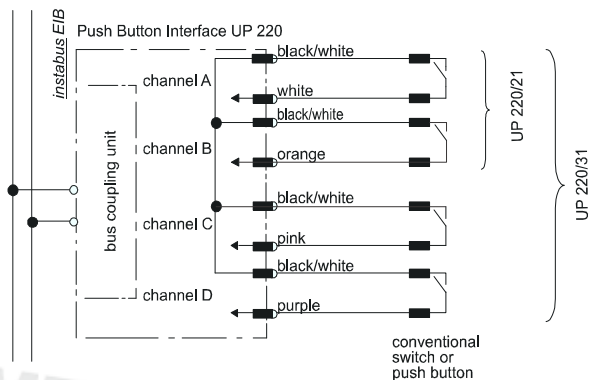 instabus EIB
Push Button Interface UP 220
bus coupling unit
channel A
channel B
channel C
channel D
black/white
white
black/white
orange
black/white
pink
black/white
purple
UP 220/21
UP 220/31
conventional
switch or
push button